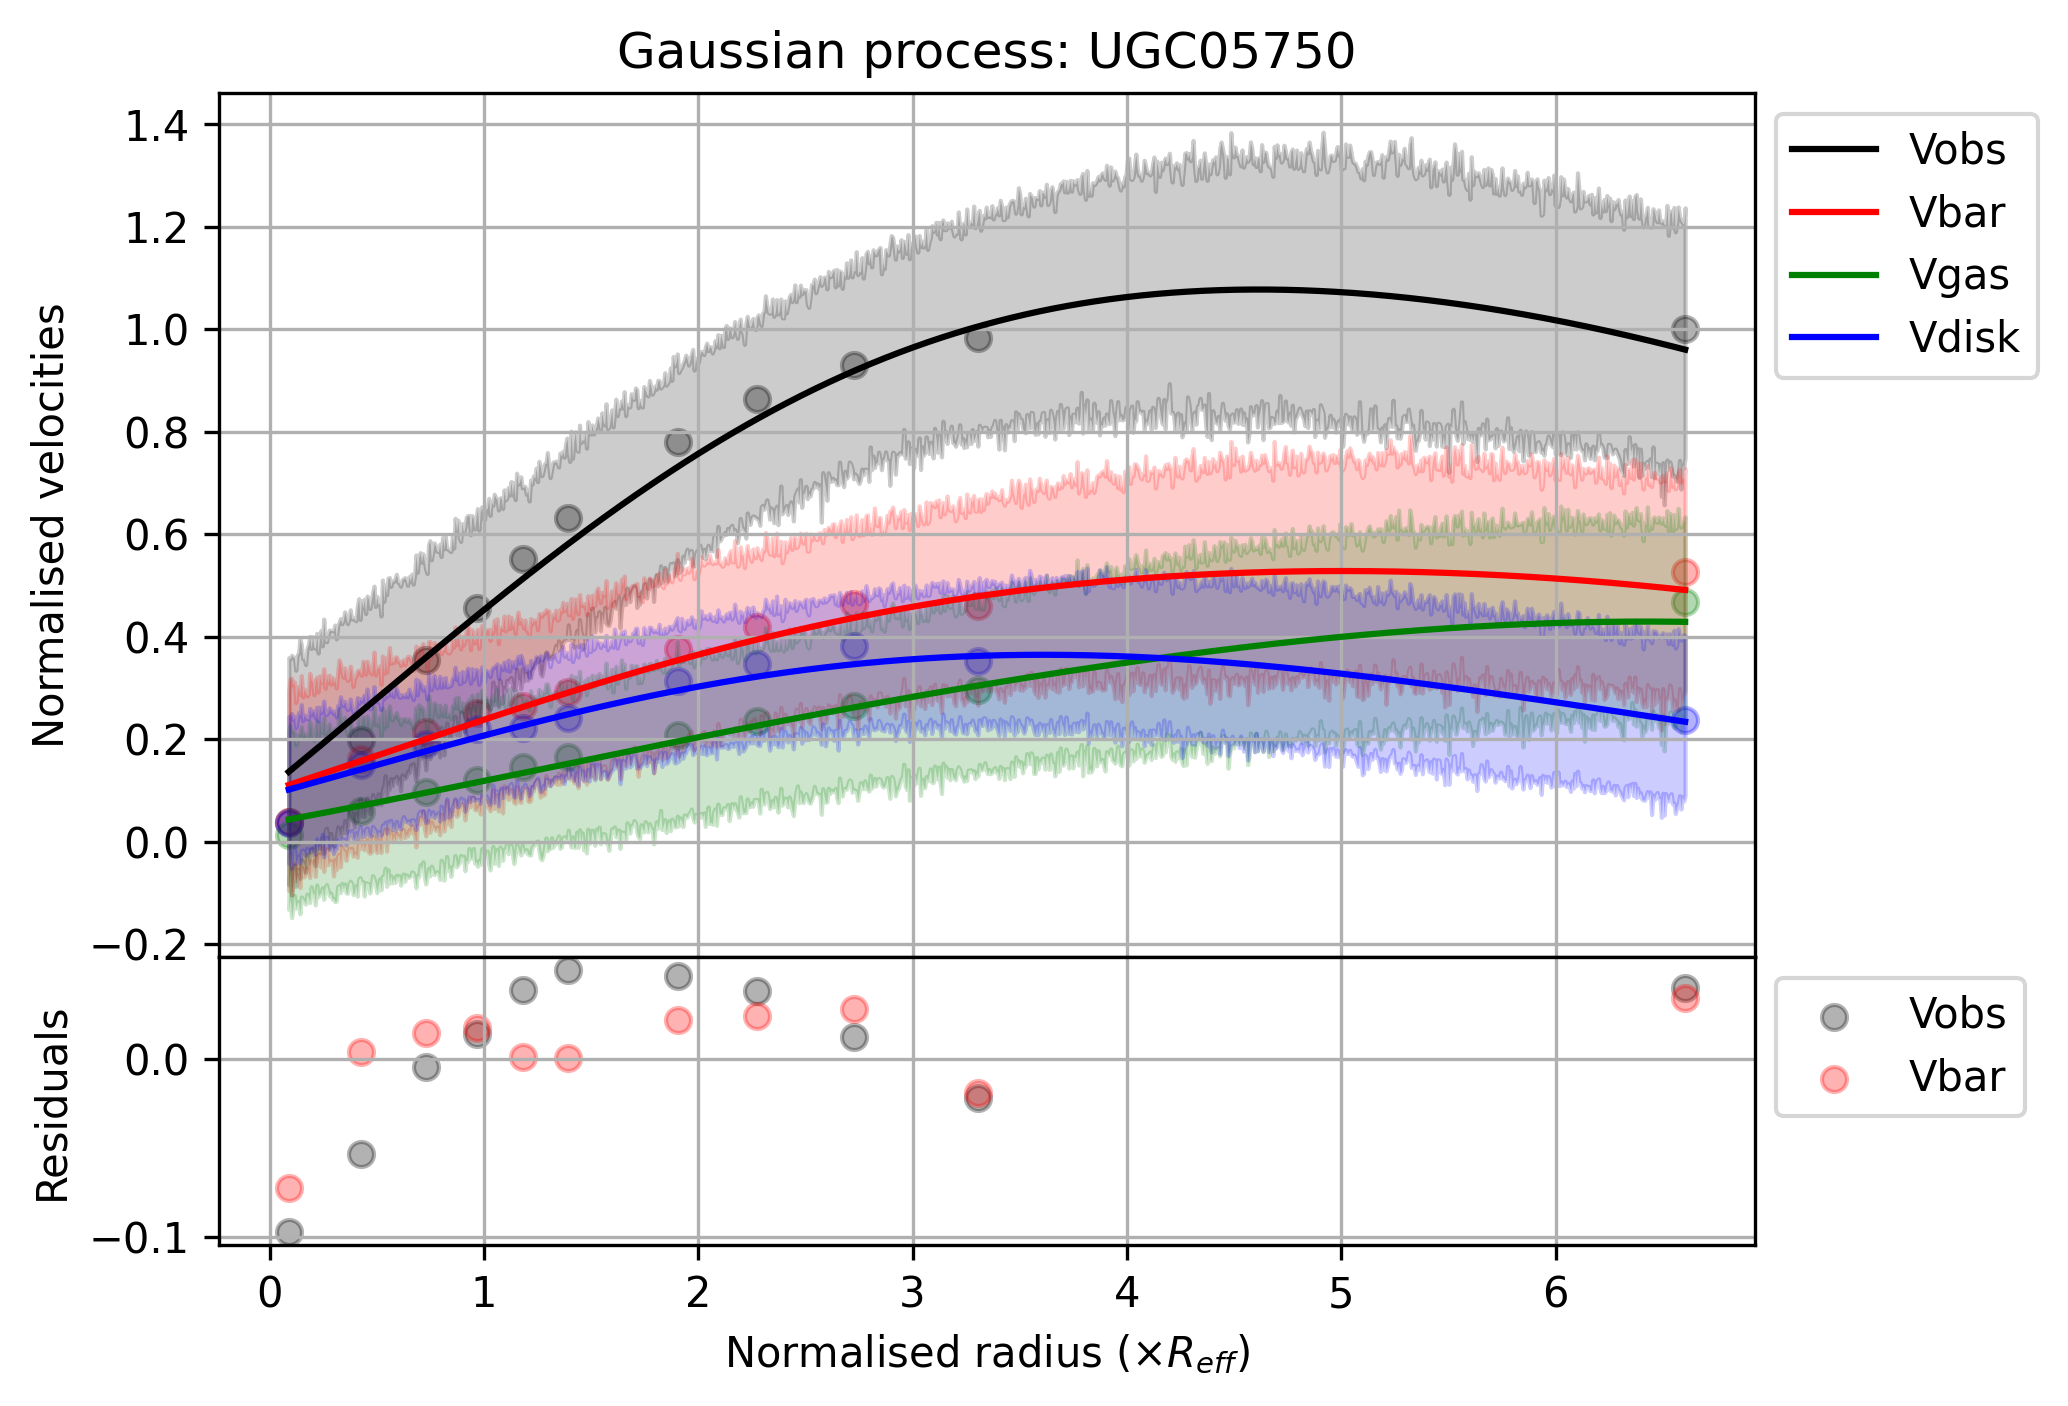 Gaussian process: UGC05750
1.4
1.2
1.0
0.8
0.6
0.4
0.2
0.0
−0.2
Normalised velocities
Vobs
Vbar
Vgas
Vdisk
0.0
−0.1
Residuals
Vobs
Vbar
0 1 2 3 4 5 6
Normalised radius (×R_eff)